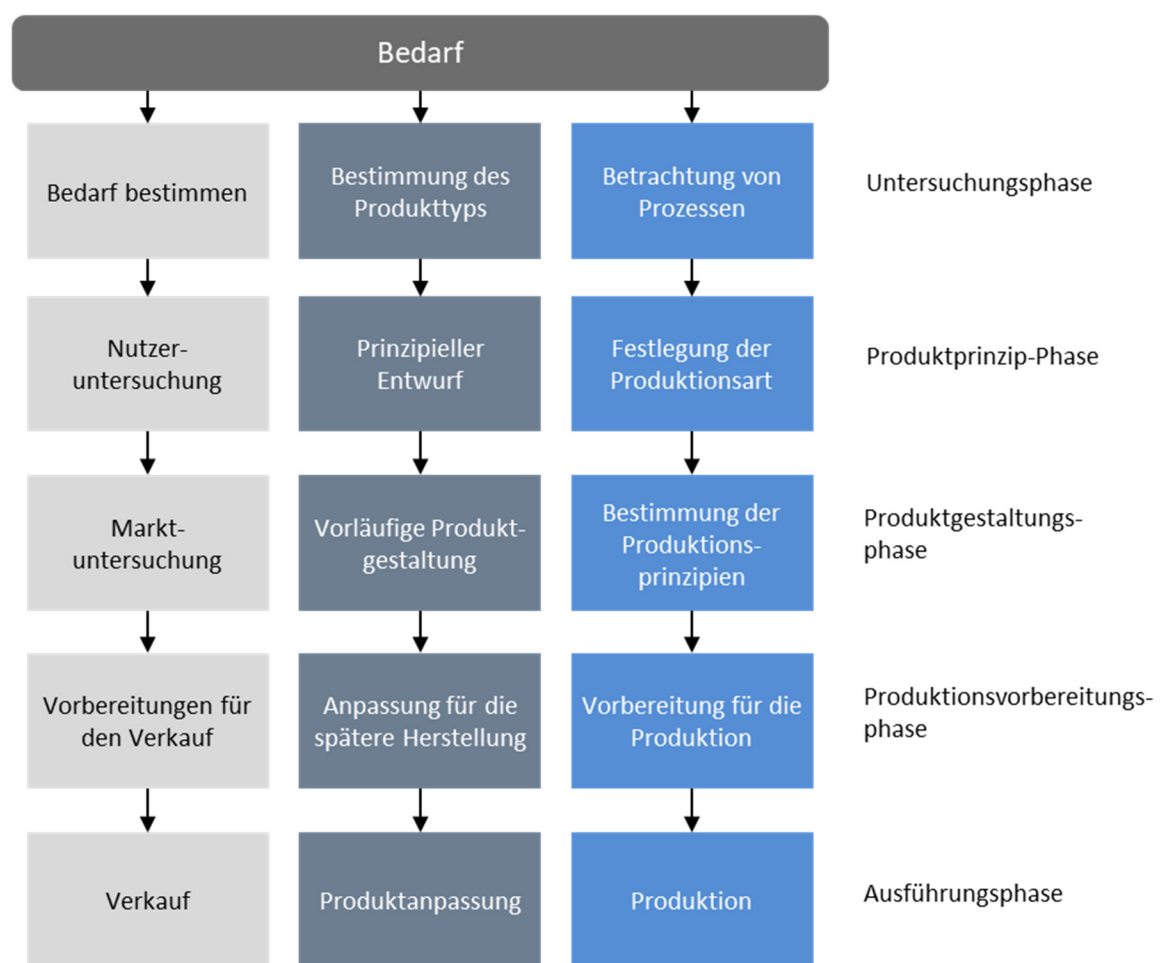 Bedarf
Bedarf bestimmen
Bestimmung des
Produkttyps
Betrachtung von
Prozessen
Untersuchungsphase
Nutzer-
untersuchung
Prinzipieller
Entwurf
Festlegung der
Produktionsart
Produktprinzip-Phase
Markt-
untersuchung
Vorläufige Produkt-
gestaltung
Bestimmung der
Produktions-
prinzipien
Produktgestaltungs-
phase
Vorbereitungen für
den Verkauf
Anpassung für die
spätere Herstellung
Vorbereitung für die
Produktion
Produktionsvorbereitungs-
phase
Verkauf
Produktanpassung
Produktion
Ausführungsphase